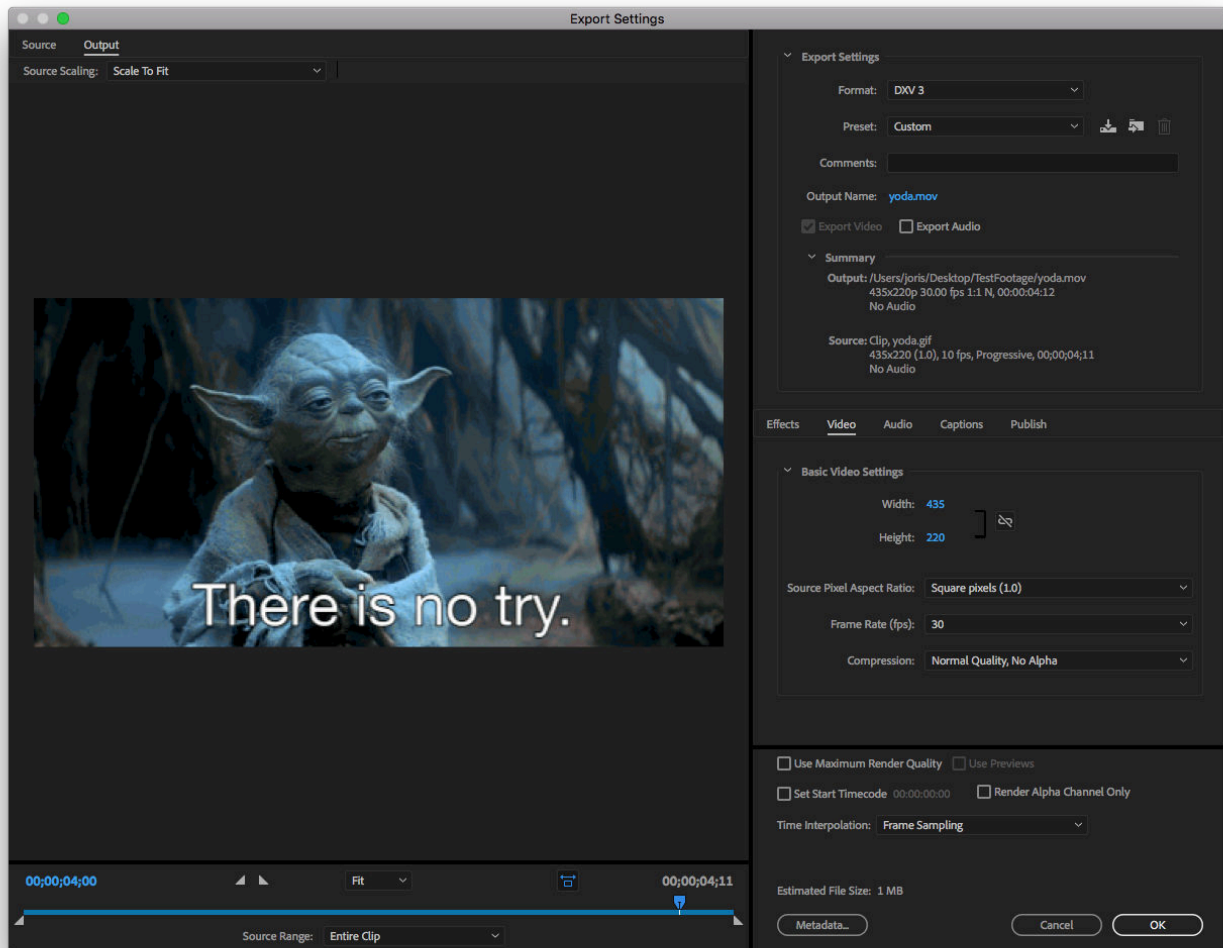 Export Settings
Source Output
Source Scaling: Scale To Fit
There is no try.
00;00;04;00 Fit 00;00;04;11
Source Range: Entire Clip
Export Settings
Format: DXV 3
Preset: Custom
Comments:
Output Name: yoda.mov
Export Video Export Audio
Summary
Output: /Users/joris/Desktop/TestFootage/yoda.mov
435x220p 30.00 fps 1:1 N, 00:00:04:12
No Audio
Source: Clip, yoda.gif
435x220 (1.0), 10 fps, Progressive, 00;00;04;11
No Audio
Effects Video Audio Captions Publish
Basic Video Settings
Width: 435
Height: 220
Source Pixel Aspect Ratio: Square pixels (1.0)
Frame Rate (fps): 30
Compression: Normal Quality, No Alpha
Use Maximum Render Quality Use Previews
Set Start Timecode 00:00:00:00 Render Alpha Channel Only
Time Interpolation: Frame Sampling
Estimated File Size: 1 MB
Metadata... Cancel OK